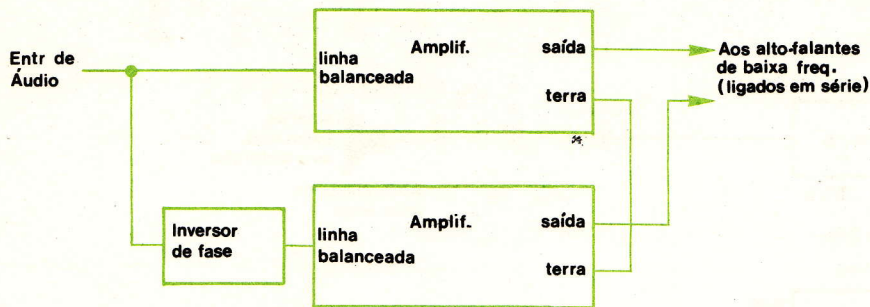 Entr de
Áudio
linha
balanceada
Amplif.
saída
terra
Aos alto-falantes
de baixa freq.
(ligados em série)
Inversor
de fase
linha
balanceada
Amplif.
saída
terra